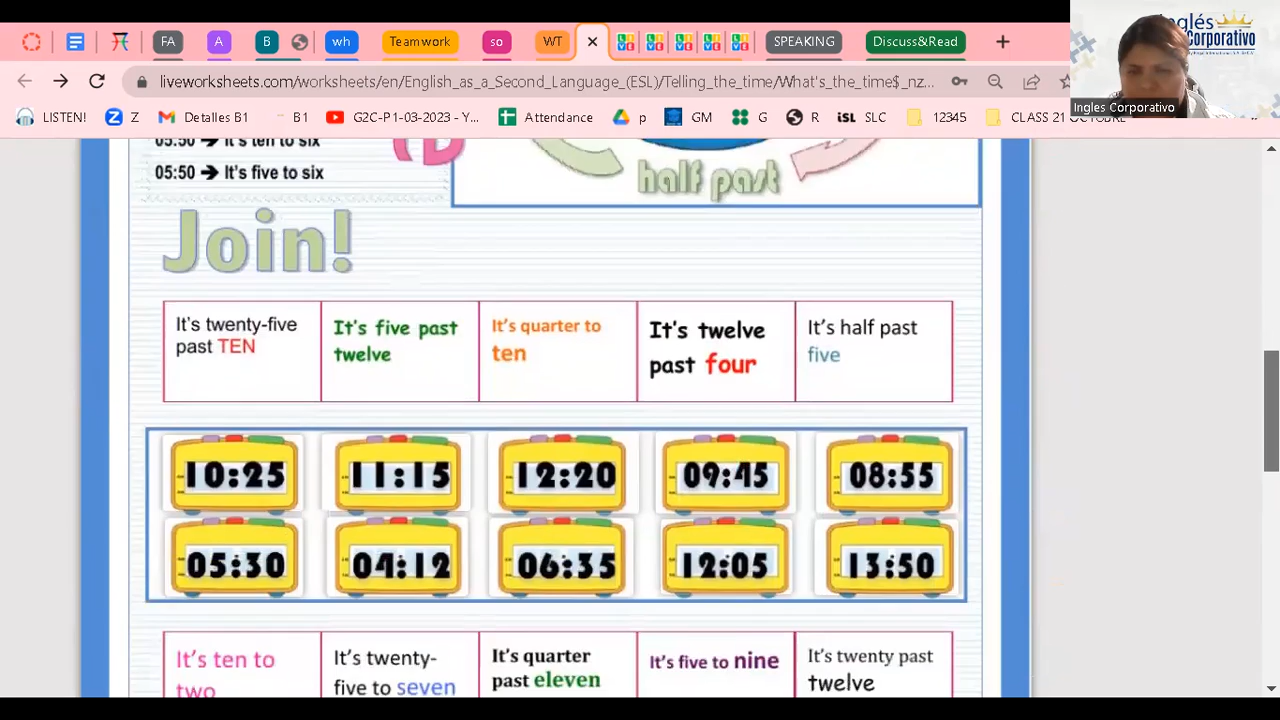 FA
A
B
wh
Teamwork
so
WT
SPEAKING
Discuss&Read
Inglés
Corporativo
liveworksheets.com/worksheets/en/English_as_a_Second_Language_(ESL)/Telling_the_time/What's_the_time$_nz...
Ingles Corporativo
LISTEN!
Z
Detalles B1
B1
G2C-P1-03-2022- Y...
Attendance
p
GM
G
R
iSL SLC
12345
CLASS 21 OCTUBRE
05:50 → It's ten to six
05:50 → It's five to six
half past
Join!
It's twenty-five past TEN
It's five past twelve
It's quarter to ten
It's twelve past four
It's half past five
10:25 11:15 12:20 09:45 08:55
05:30 04:12 06:35 12:05 13:50
It's ten to two
It's twenty-five to seven
It's quarter past eleven
It's five to nine
It's twenty past twelve